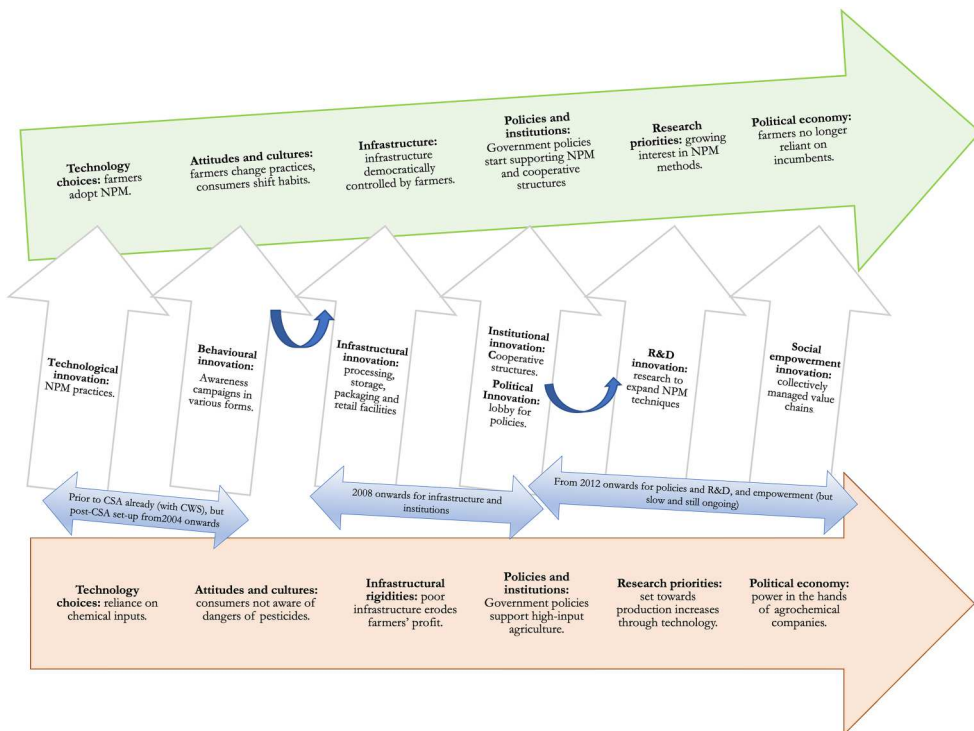 Technology
choices: farmers
adopt NPM.
Attitudes and cultures:
farmers change practices,
consumers shift habits.
Infrastructure:
infrastructure
democratically
controlled by farmers.
Policies and
institutions:
Government policies
start supporting NPM
and cooperative
structures
Research
priorities: growing
interest in NPM
methods.
Political economy:
farmers no longer
reliant on
incumbents.
Technological
innovation:
NPM practices.
Behavioural
innovation:
Awareness
campaigns in
various forms.
Infrastructural
innovation:
processing,
storage,
packaging and
retail facilities
Institutional
innovation:
Cooperative
structures.
Political
Innovation:
lobby for
policies.
R&D
innovation:
research to
expand NPM
techniques
Social
empowerment
innovation:
collectively
managed value
chains
Prior to CSA already (with CWS), but
post-CSA set-up from2004 onwards
2008 onwards for infrastructure and
institutions
From 2012 onwards for policies and R&D, and empowerment (but
slow and still ongoing)
Technology
choices: reliance on
chemical inputs.
Attitudes and cultures:
consumers not aware of
dangers of pesticides.
Infrastructural
rigidities: poor
infrastructure erodes
farmers' profit.
Policies and
institutions:
Government policies
support high-input
agriculture.
Research priorities:
set towards
production increases
through technology.
Political economy:
power in the hands
of agrochemical
companies.